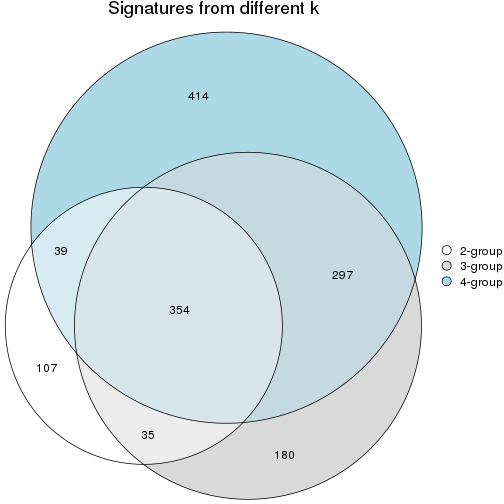 Signatures from different k
414
39
297
354
107
35
180
2-group
3-group
4-group